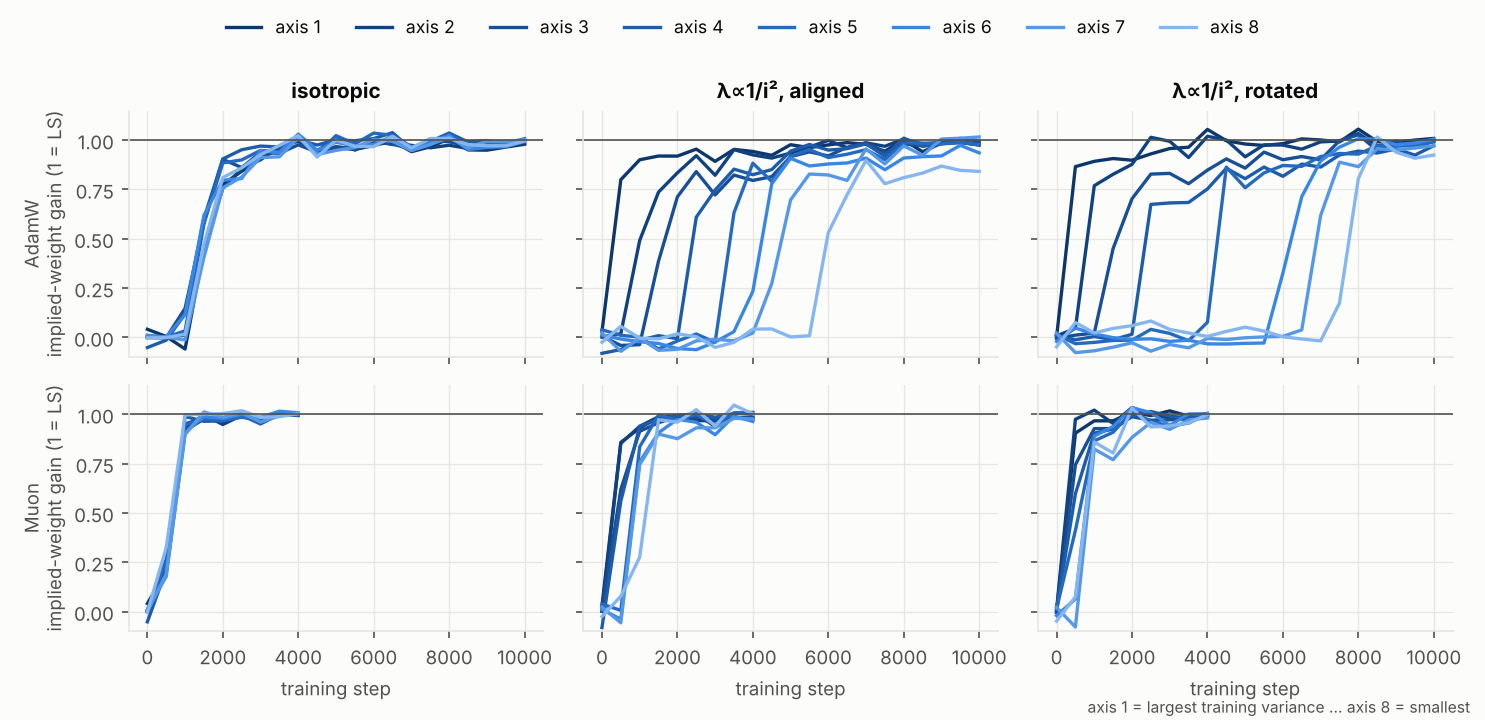 axis 1 axis 2 axis 3 axis 4 axis 5 axis 6 axis 7 axis 8
isotropic
λ∝1/i², aligned
λ∝1/i², rotated
AdamW
implied-weight gain (1 = LS)
1.00
0.75
0.50
0.25
0.00
Muon
implied-weight gain (1 = LS)
1.00
0.75
0.50
0.25
0.00
0 2000 4000 6000 8000 10000
0 2000 4000 6000 8000 10000
0 2000 4000 6000 8000 10000
training step
training step
training step
axis 1 = largest training variance ... axis 8 = smallest